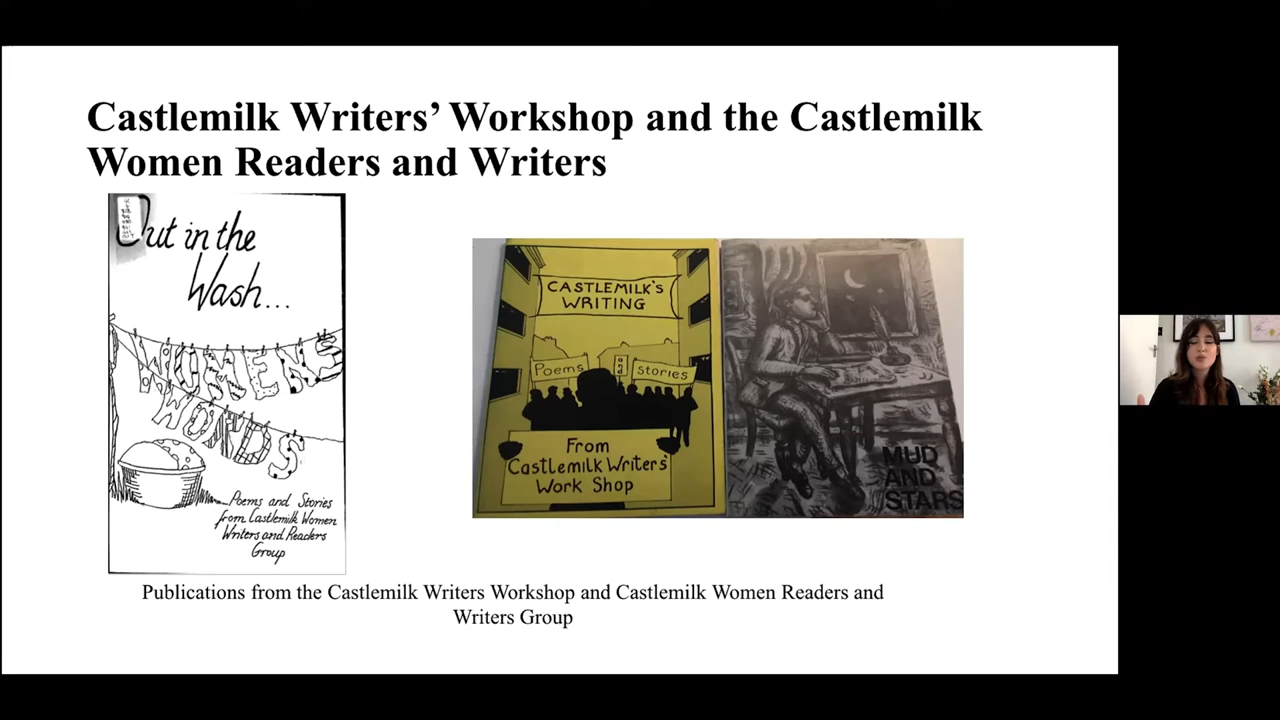 Castlemilk Writers’ Workshop and the Castlemilk
Women Readers and Writers
Out in the
Wash...
WOMENS
WORDS
Poems and Stories
from Castlemilk Women
Writers and Readers
Group
CASTLEMILK'S
WRITING
Poems and Stories
From
Castlemilk Writers'
Work Shop
MUD
AND
STARS
Publications from the Castlemilk Writers Workshop and Castlemilk Women Readers and
Writers Group